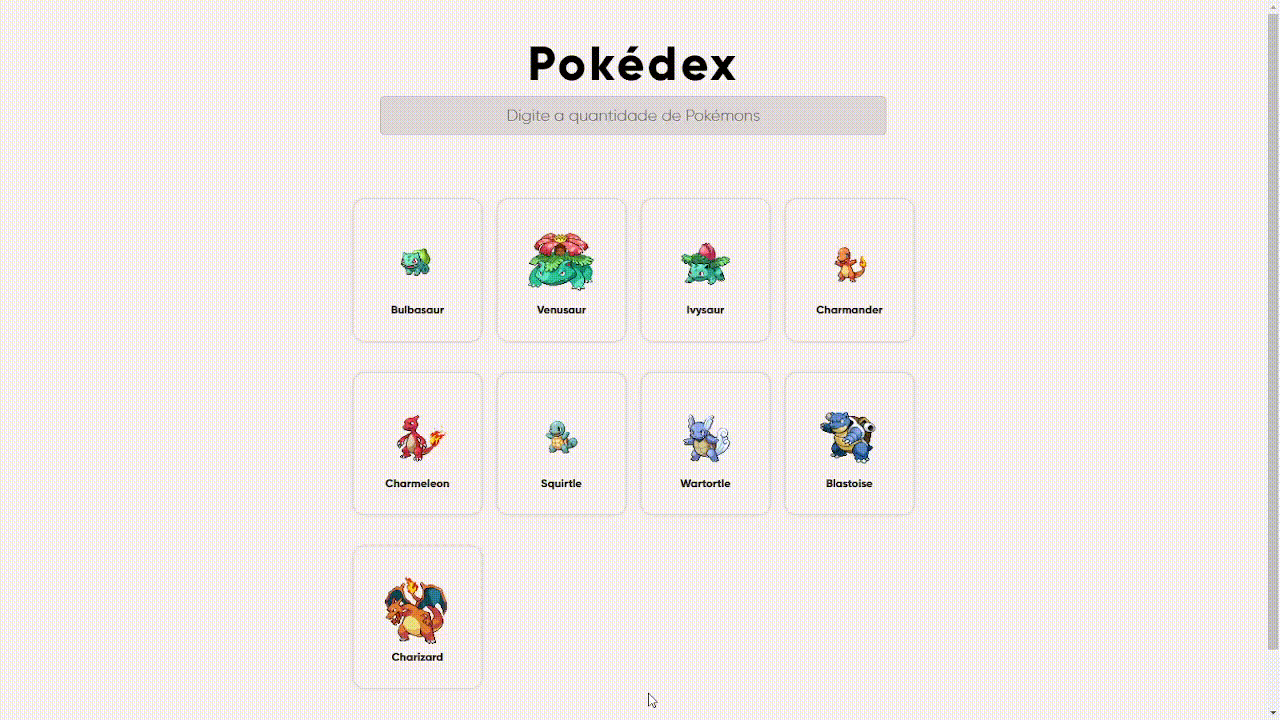 Pokédex
Digite a quantidade de Pokémons
Bulbasaur
Venusaur
Ivysaur
Charmander
Charmeleon
Squirtle
Wartortle
Blastoise
Charizard